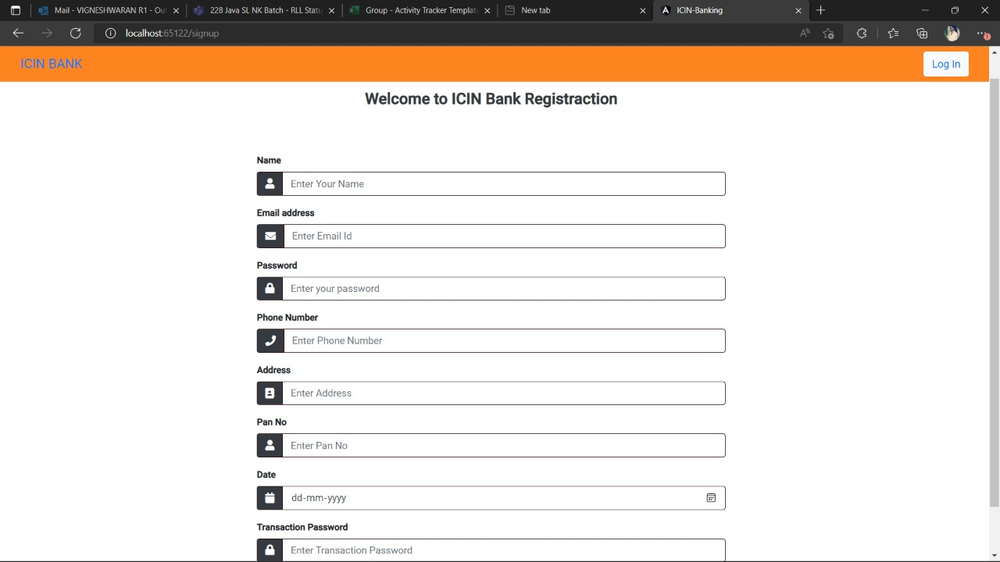 Mail - VIGNESHWARAN R1 - Out
228 Java SL NK Batch - RLL Statu
Group - Activity Tracker Template
New tab
ICIN-Banking
localhost:65122/signup
ICIN BANK
Log In
Welcome to ICIN Bank Registraction
Name
Enter Your Name
Email address
Enter Email Id
Password
Enter your password
Phone Number
Enter Phone Number
Address
Enter Address
Pan No
Enter Pan No
Date
dd-mm-yyyy
Transaction Password
Enter Transaction Password